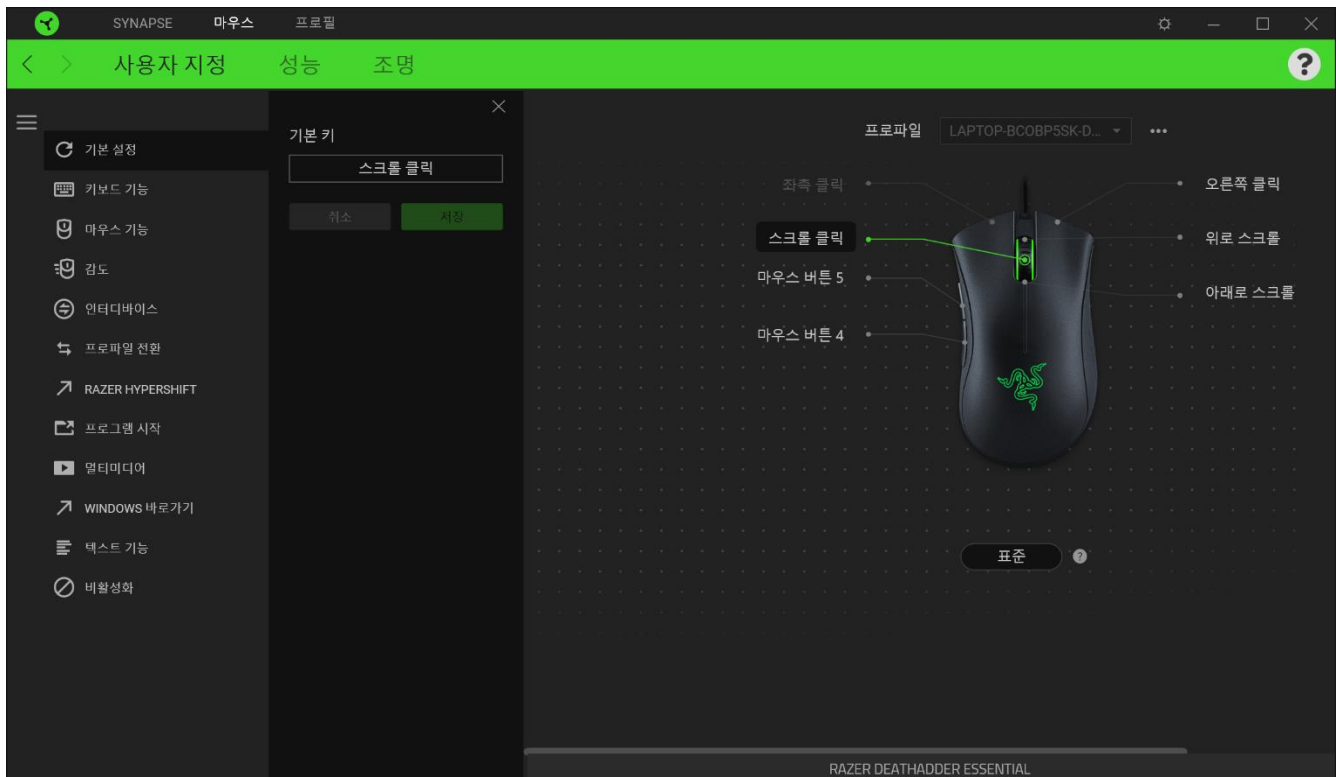 SYNAPSE 마우스 프로필
사용자 지정 성능 조명
?
기본 설정
키보드 기능
마우스 기능
감도
인터디바이스
프로파일 전환
RAZER HYPERSHIFT
프로그램 시작
멀티미디어
WINDOWS 바로가기
텍스트 기능
비활성화
기본 키
스크롤 클릭
취소 저장
프로파일 LAPTOP-BCOBP5SK-D...
좌측 클릭
스크롤 클릭
마우스 버튼 5
마우스 버튼 4
오른쪽 클릭
위로 스크롤
아래로 스크롤
표준 ?
RAZER DEATHADDER ESSENTIAL